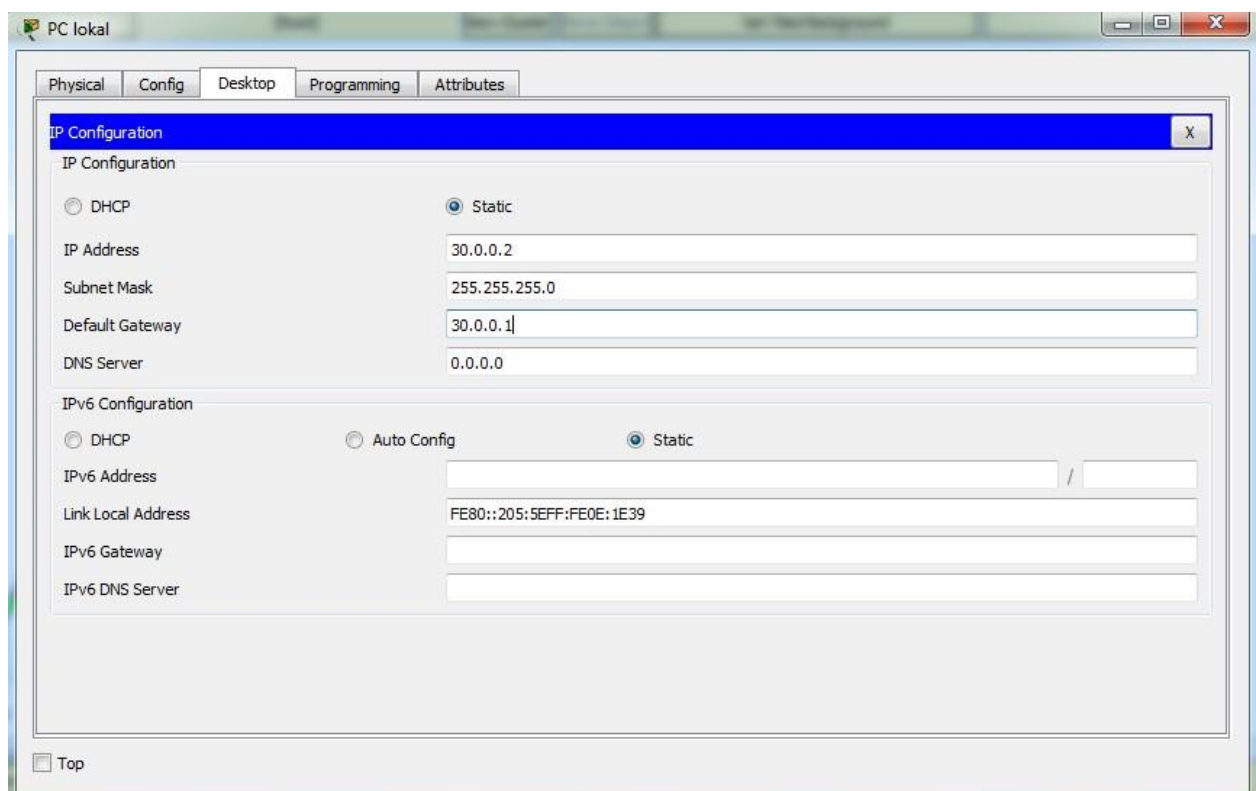 PC lokal
Physical Config Desktop Programming Attributes
IP Configuration X
IP Configuration
DHCP Static
IP Address 30.0.0.2
Subnet Mask 255.255.255.0
Default Gateway 30.0.0.1
DNS Server 0.0.0.0
IPv6 Configuration
DHCP Auto Config Static
IPv6 Address /
Link Local Address FE80::205:5EFF:FE0E:1E39
IPv6 Gateway
IPv6 DNS Server
Top